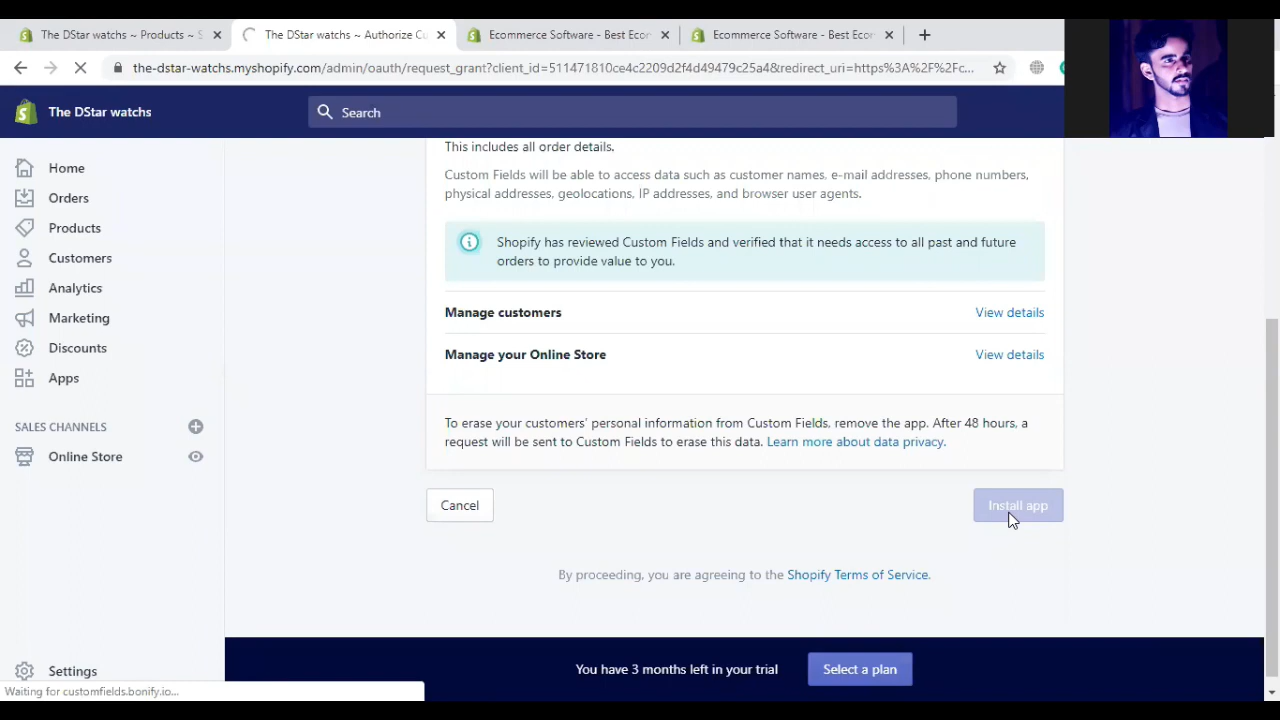 The DStar watchs ~ Products ~ S
The DStar watchs ~ Authorize Cu
Ecommerce Software - Best Ecom
Ecommerce Software - Best Ecom
the-dstar-watchs.myshopify.com/admin/oauth/request_grant?client_id=511471810ce4c2209d2f4d49479c25a4&redirect_uri=https%3A%2F%2Fc...
The DStar watchs
Search
Home
Orders
Products
Customers
Analytics
Marketing
Discounts
Apps
SALES CHANNELS
Online Store
Settings
This includes all order details.
Custom Fields will be able to access data such as customer names, e-mail addresses, phone numbers,
physical addresses, geolocations, IP addresses, and browser user agents.
Shopify has reviewed Custom Fields and verified that it needs access to all past and future
orders to provide value to you.
Manage customers View details
Manage your Online Store View details
To erase your customers' personal information from Custom Fields, remove the app. After 48 hours, a
request will be sent to Custom Fields to erase this data. Learn more about data privacy.
Cancel Install app
By proceeding, you are agreeing to the Shopify Terms of Service.
You have 3 months left in your trial Select a plan
Waiting for customfields.bonify.io...